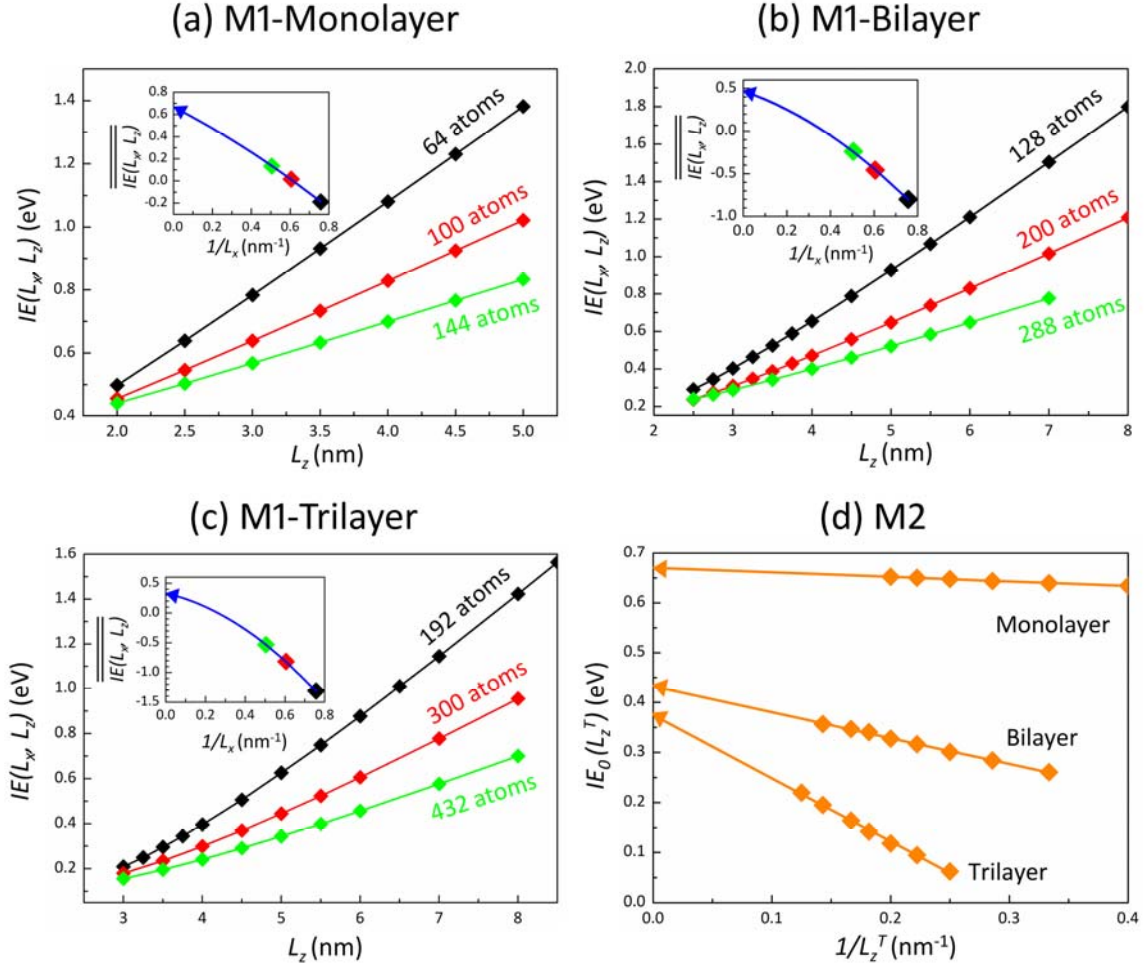 (a) M1-Monolayer
IE(Lx, Lz) (eV)
1.4
1.2
1.0
0.8
0.6
0.4
2.0 2.5 3.0 3.5 4.0 4.5 5.0
Lz (nm)
64 atoms
100 atoms
144 atoms
IE(Lx, Lz)
0.8
0.6
0.4
0.2
0.0
-0.2
0.0 0.2 0.4 0.6 0.8
1/Lx (nm-1)
(b) M1-Bilayer
IE(Lx, Lz) (eV)
2.0
1.8
1.6
1.4
1.2
1.0
0.8
0.6
0.4
0.2
2 3 4 5 6 7 8
Lz (nm)
128 atoms
200 atoms
288 atoms
IE(Lx, Lz)
0.5
0.0
-0.5
-1.0
0.0 0.2 0.4 0.6 0.8
1/Lx (nm-1)
(c) M1-Trilayer
IE(Lx, Lz) (eV)
1.6
1.4
1.2
1.0
0.8
0.6
0.4
0.2
3 4 5 6 7 8
Lz (nm)
192 atoms
300 atoms
432 atoms
IE(Lx, Lz)
0.5
0.0
-0.5
-1.0
-1.5
0.0 0.2 0.4 0.6 0.8
1/Lx (nm-1)
(d) M2
IE0(LzT) (eV)
0.7
0.6
0.5
0.4
0.3
0.2
0.1
0.0
0.0 0.1 0.2 0.3 0.4
1/LzT (nm-1)
Monolayer
Bilayer
Trilayer